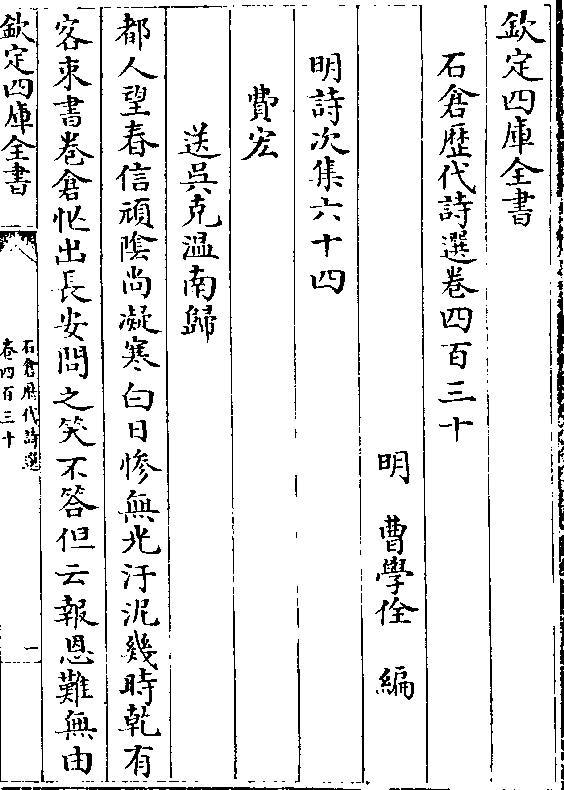 欽定四庫全書
石倉歷代詩選卷四百三十
明 曹學佺 編
明詩次集六十四
費宏
送吳克溫南歸
都人望春信頑陰尚凝寒白日慘無光汙泥幾時乾有
客束書卷倉忙出長安問之笑不答但云報恩難無由
欽定四庫全書
石倉歷代詩選
卷四百三十
一